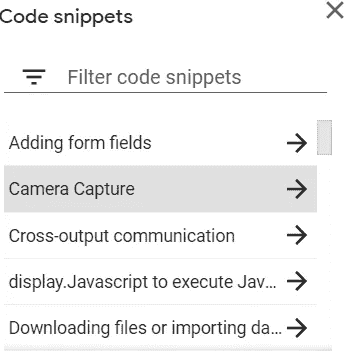 Code snippets
Filter code snippets
Adding form fields
Camera Capture
Cross-output communication
display.Javascript to execute Jav...
Downloading files or importing da...